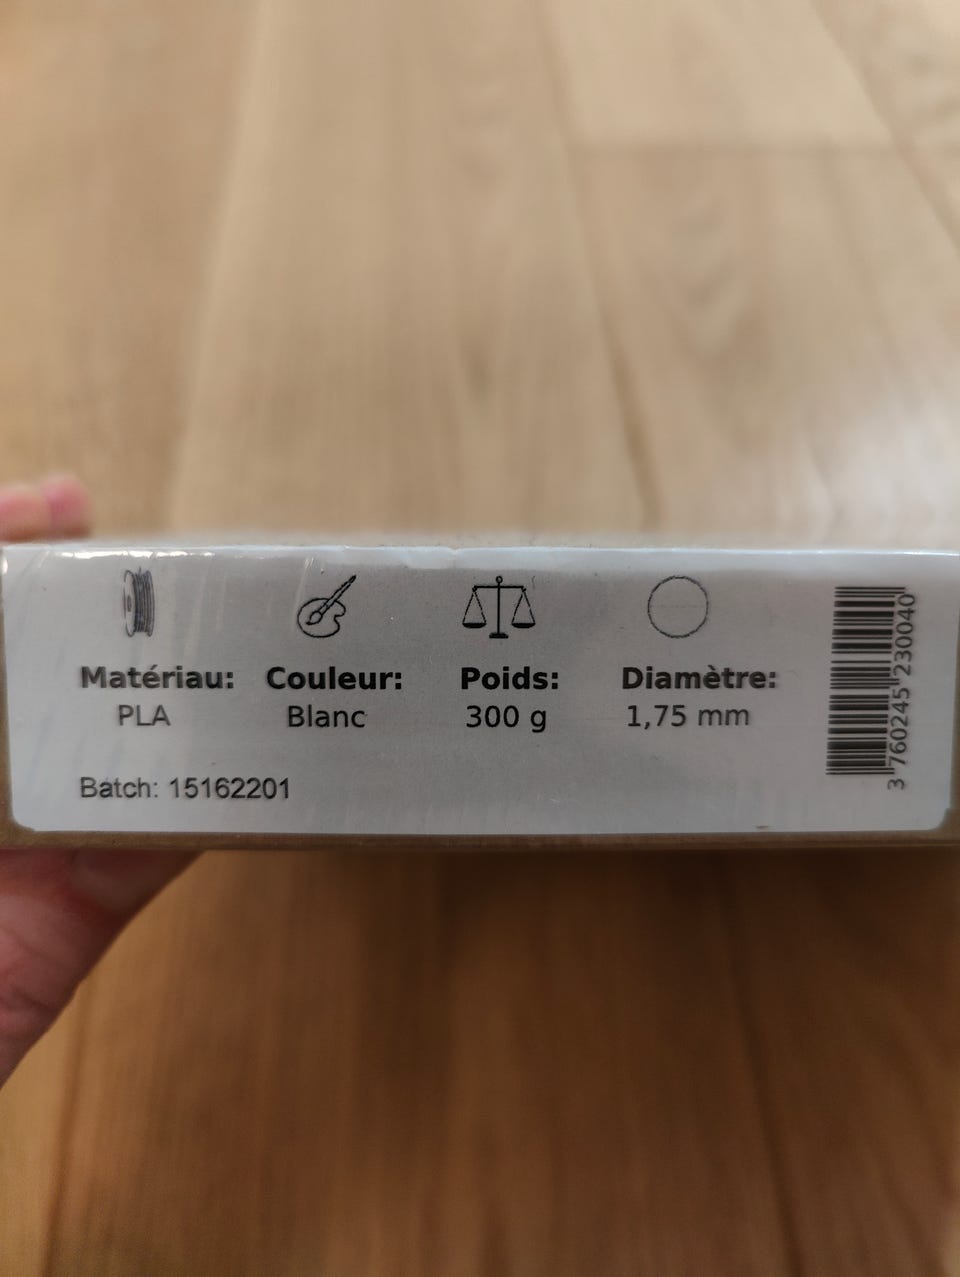 Matériau: Couleur: Poids: Diamètre:
PLA Blanc 300 g 1,75 mm
Batch: 15162201
3 760245 230040